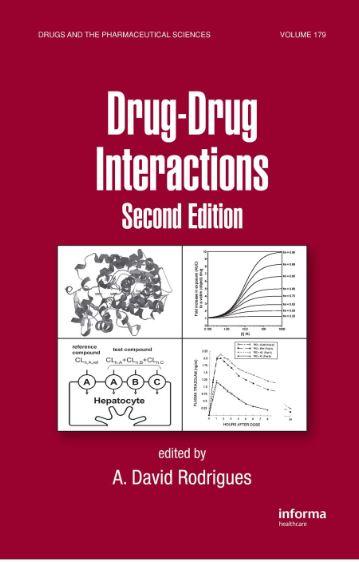 DRUGS AND THE PHARMACEUTICAL SCIENCES VOLUME 179
Drug-Drug
Interactions
Second Edition
reference
compound
test compound
A A B C
Hepatocyte
HOURS AFTER DOSE
edited by
A. David Rodrigues
informa
healthcare